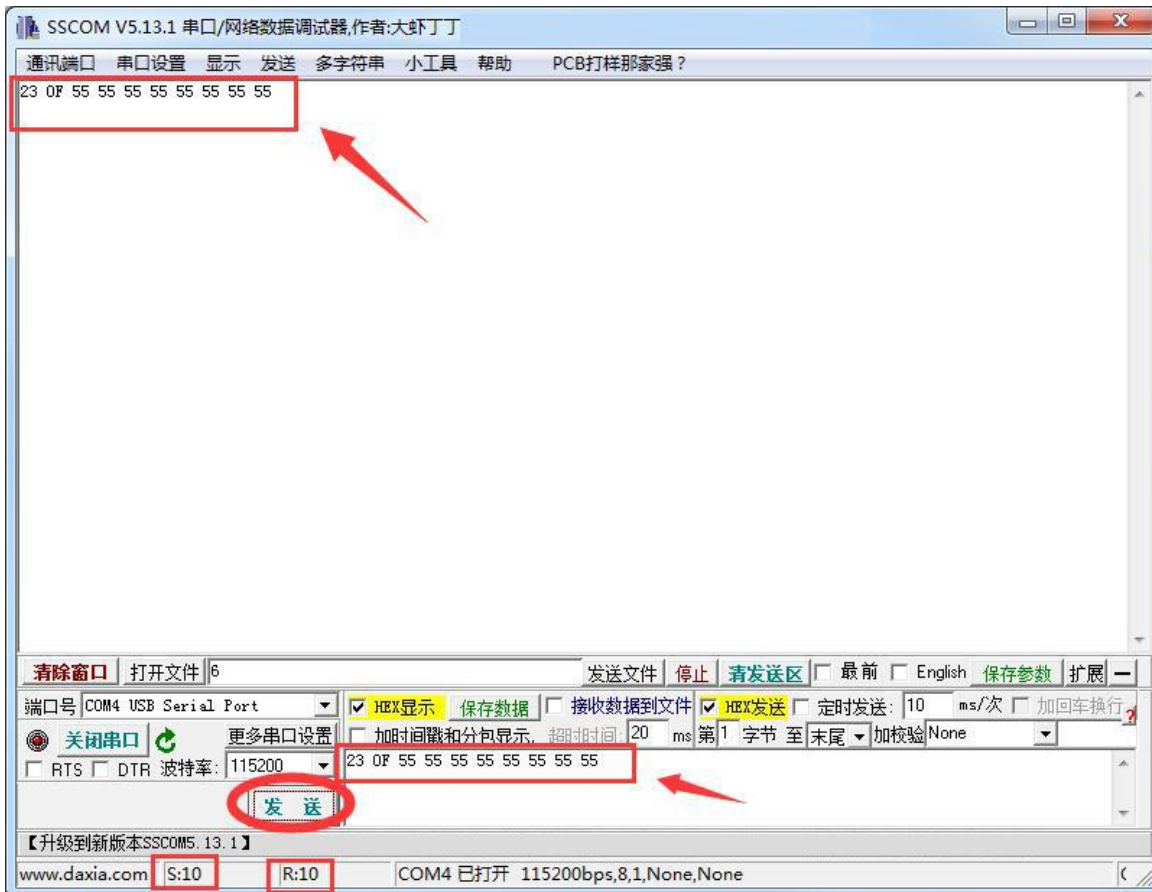 SSCOM V5.13.1 串口/网络数据调试器,作者:大虾丁丁
通讯端口 串口设置 显示 发送 多字符串 小工具 帮助 PCB打样那家强?
23 0F 55 55 55 55 55 55 55 55
清除窗口 打开文件 6 发送文件 停止 清发送区 最前 English 保存参数 扩展 —
端口号 COM4 USB Serial Port HEX显示 保存数据 接收数据到文件 HEX发送 定时发送: 10 ms/次 加回车换行 ?
关闭串口 更多串口设置 加时间戳和分包显示, 超时时间: 20 ms 第 1 字节 至 末尾 加校验 None
RTS DTR 波特率: 115200 23 0F 55 55 55 55 55 55 55 55
发 送
【升级到新版本SSCOM5.13.1】
www.daxia.com S:10 R:10 COM4 已打开 115200bps,8,1,None,None